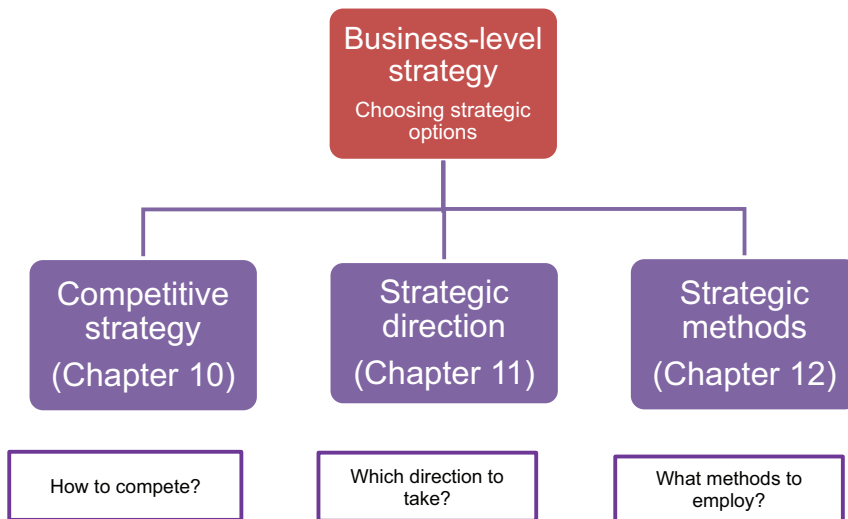 Business-level
strategy
Choosing strategic
options
Competitive
strategy
(Chapter 10)
Strategic
direction
(Chapter 11)
Strategic
methods
(Chapter 12)
How to compete?
Which direction to
take?
What methods to
employ?